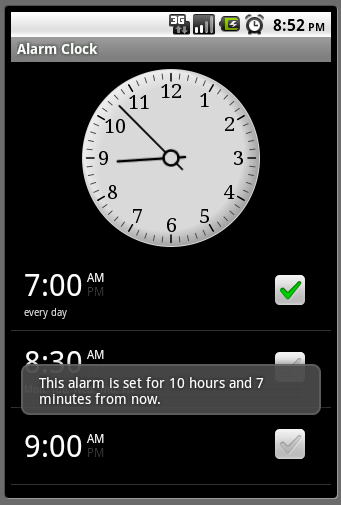 3G 8:52 PM
Alarm Clock
12
11 1
10 2
9 3
8 4
7 5
6
7:00 AM
PM
every day
8:30 AM
This alarm is set for 10 hours and 7
minutes from now.
9:00 AM
PM